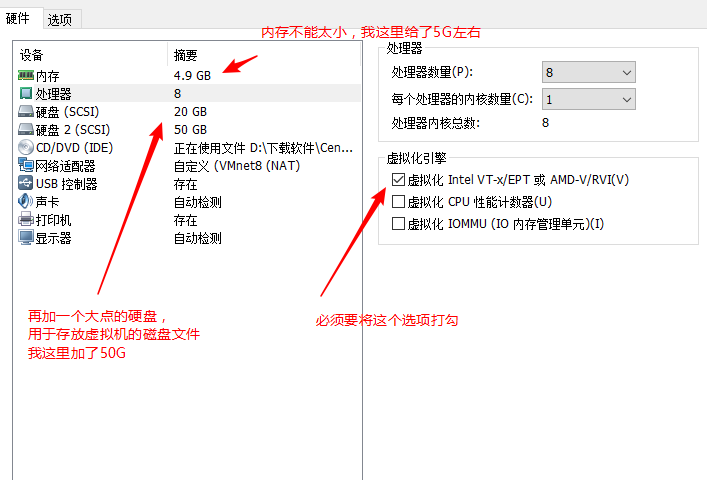 硬件 选项
内存不能太小，我这里给了5G左右
设备 摘要
内存 4.9 GB
处理器 8
硬盘 (SCSI) 20 GB
硬盘 2 (SCSI) 50 GB
CD/DVD (IDE) 正在使用文件 D:\下载软件\Cen...
网络适配器 自定义 (VMnet8 (NAT)
USB 控制器 存在
声卡 自动检测
打印机 存在
显示器 自动检测
再加一个大点的硬盘，
用于存放虚拟机的磁盘文件
我这里加了50G
处理器
处理器数量(P): 8
每个处理器的内核数量(C): 1
处理器内核总数: 8
虚拟化引擎
虚拟化 Intel VT-x/EPT 或 AMD-V/RVI(V)
虚拟化 CPU 性能计数器(U)
虚拟化 IOMMU (IO 内存管理单元)(I)
必须要将这个选项打勾